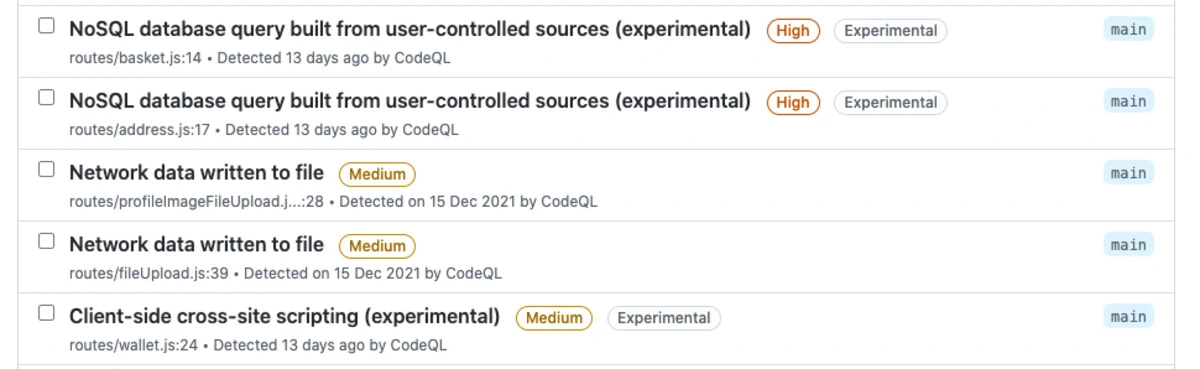 NoSQL database query built from user-controlled sources (experimental) High Experimental main
routes/basket.js:14 • Detected 13 days ago by CodeQL
NoSQL database query built from user-controlled sources (experimental) High Experimental main
routes/address.js:17 • Detected 13 days ago by CodeQL
Network data written to file Medium main
routes/profileImageFileUpload.j...:28 • Detected on 15 Dec 2021 by CodeQL
Network data written to file Medium main
routes/fileUpload.js:39 • Detected on 15 Dec 2021 by CodeQL
Client-side cross-site scripting (experimental) Medium Experimental main
routes/wallet.js:24 • Detected 13 days ago by CodeQL